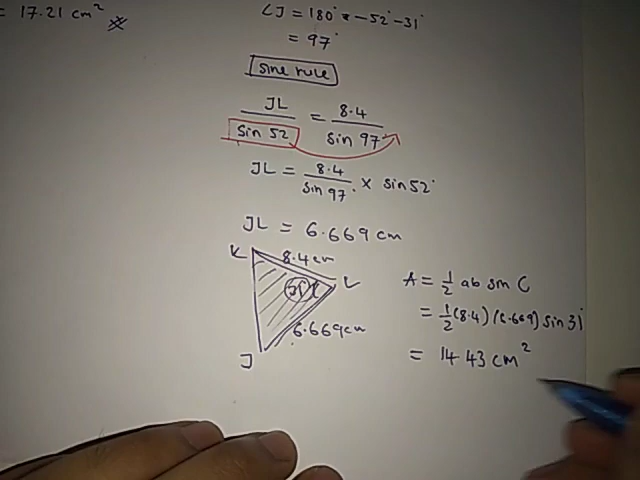 = 17.21 cm²
∠J = 180° - 52° - 31°
= 97°
sine rule
JL / sin 52 = 8.4 / sin 97
JL = 8.4 / sin 97 × sin 52°
JL = 6.669 cm
K
8.4 cm
31
L
6.669cm
J
A = 1/2 ab sin C
= 1/2 (8.4) (6.669) sin 31
= 14 43 cm²